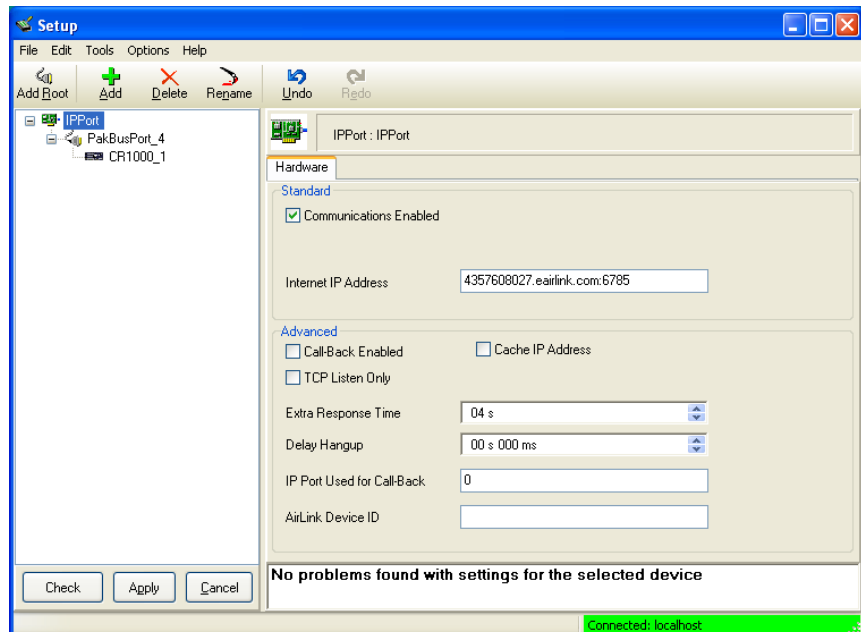 Setup
File Edit Tools Options Help
Add Root Add Delete Rename Undo Redo
IPPort
PakBusPort_4
CR1000_1
IPPort : IPPort
Hardware
Standard
Communications Enabled
Internet IP Address 4357608027.eairlink.com:6785
Advanced
Call-Back Enabled Cache IP Address
TCP Listen Only
Extra Response Time 04 s
Delay Hangup 00 s 000 ms
IP Port Used for Call-Back 0
AirLink Device ID
Check Apply Cancel
No problems found with settings for the selected device
Connected: localhost